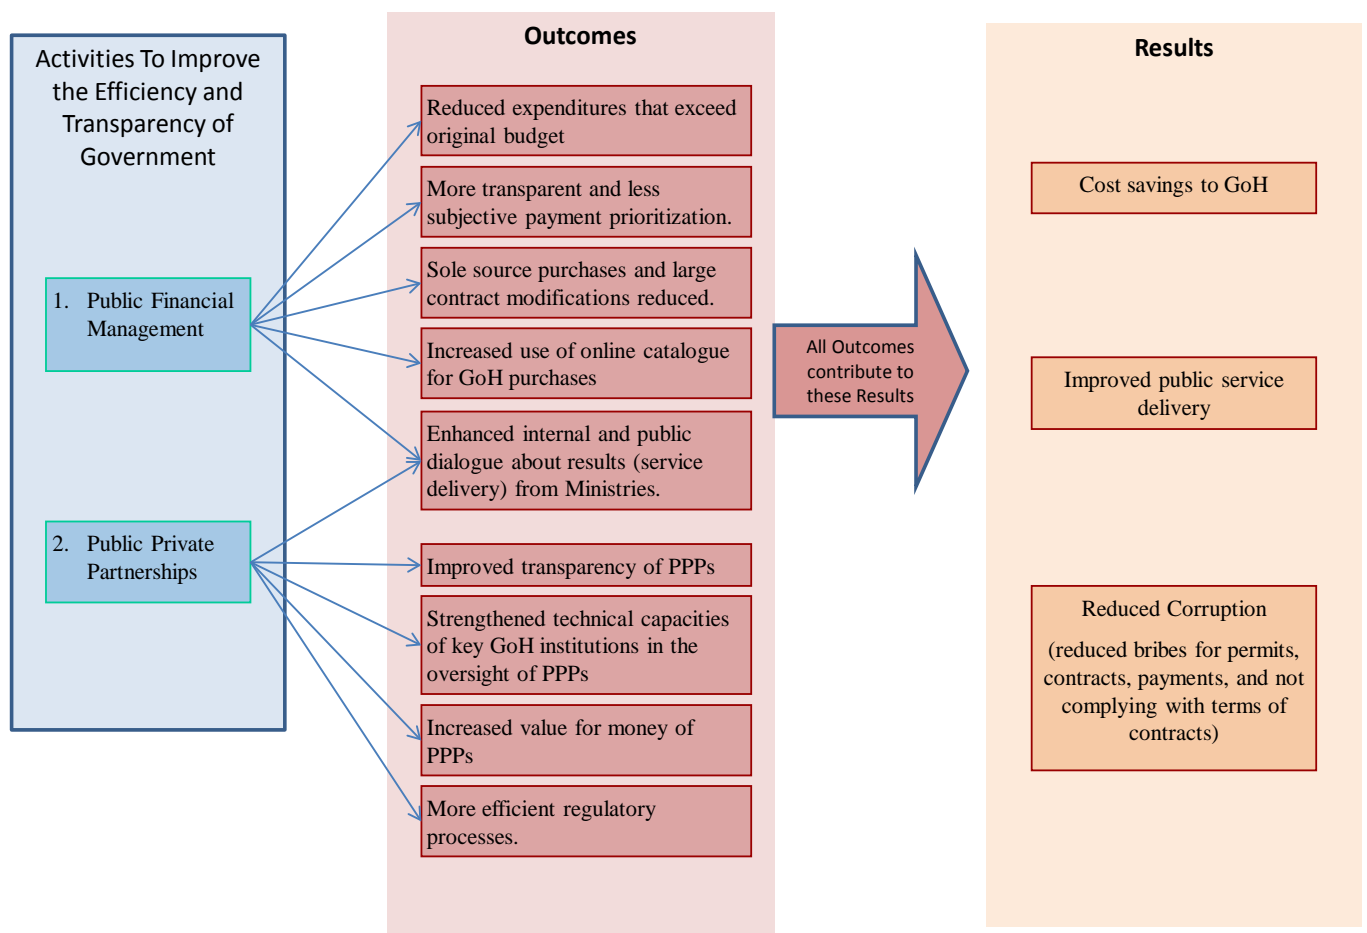 Activities To Improve
the Efficiency and
Transparency of
Government
1. Public Financial
Management
2. Public Private
Partnerships
Outcomes
Reduced expenditures that exceed
original budget
More transparent and less
subjective payment prioritization.
Sole source purchases and large
contract modifications reduced.
Increased use of online catalogue
for GoH purchases
Enhanced internal and public
dialogue about results (service
delivery) from Ministries.
Improved transparency of PPPs
Strengthened technical capacities
of key GoH institutions in the
oversight of PPPs
Increased value for money of
PPPs
More efficient regulatory
processes.
All Outcomes
contribute to
these Results
Results
Cost savings to GoH
Improved public service
delivery
Reduced Corruption
(reduced bribes for permits,
contracts, payments, and not
complying with terms of
contracts)